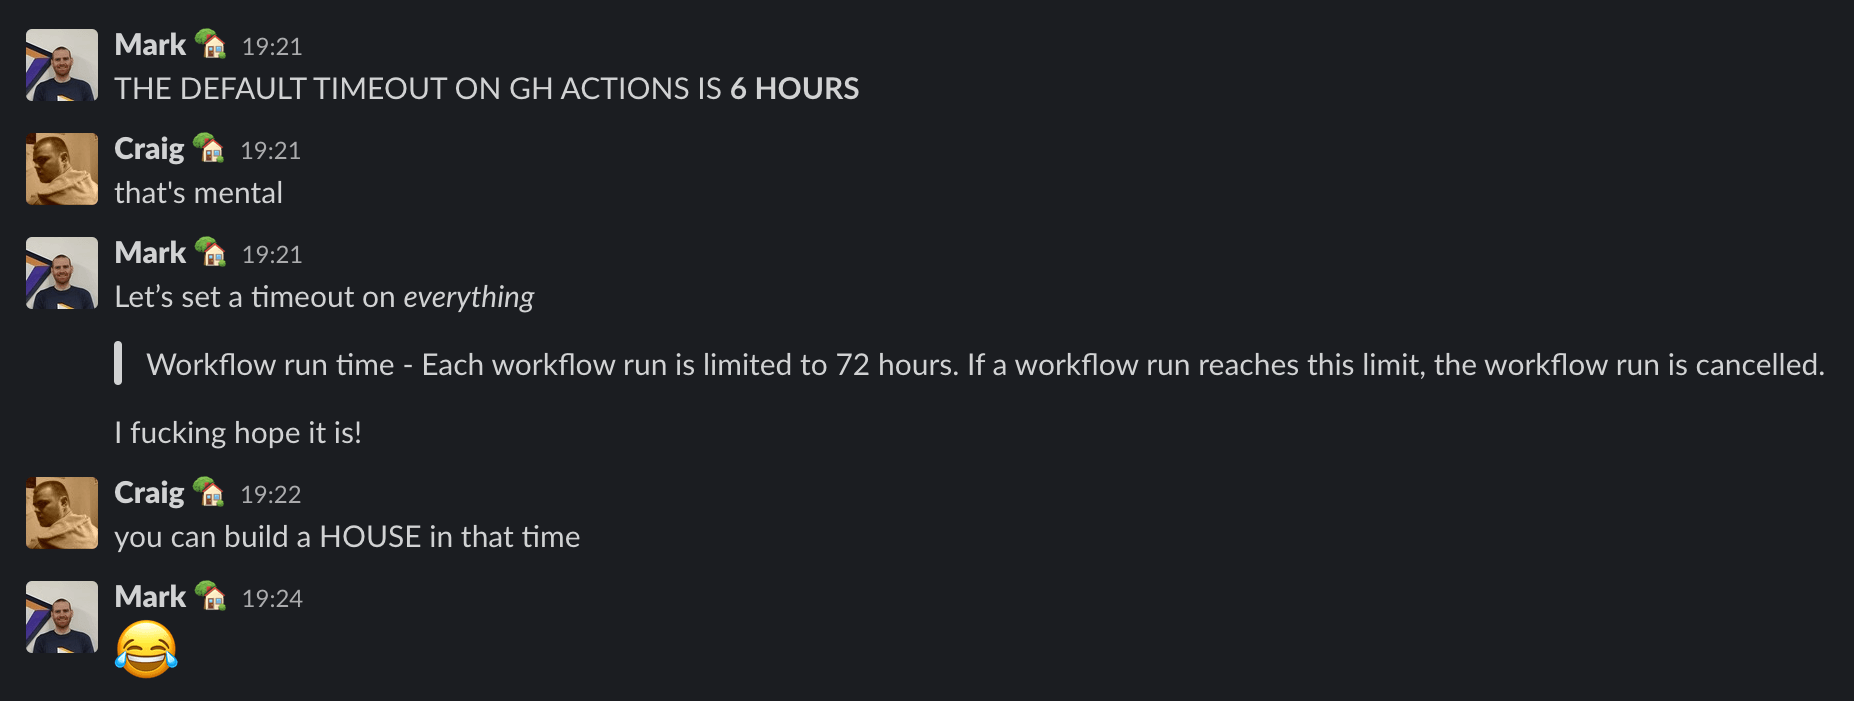 Mark 🏡 19:21
THE DEFAULT TIMEOUT ON GH ACTIONS IS 6 HOURS
Craig 🏡 19:21
that's mental
Mark 🏡 19:21
Let’s set a timeout on everything
Workflow run time - Each workflow run is limited to 72 hours. If a workflow run reaches this limit, the workflow run is cancelled.
I fucking hope it is!
Craig 🏡 19:22
you can build a HOUSE in that time
Mark 🏡 19:24
😂